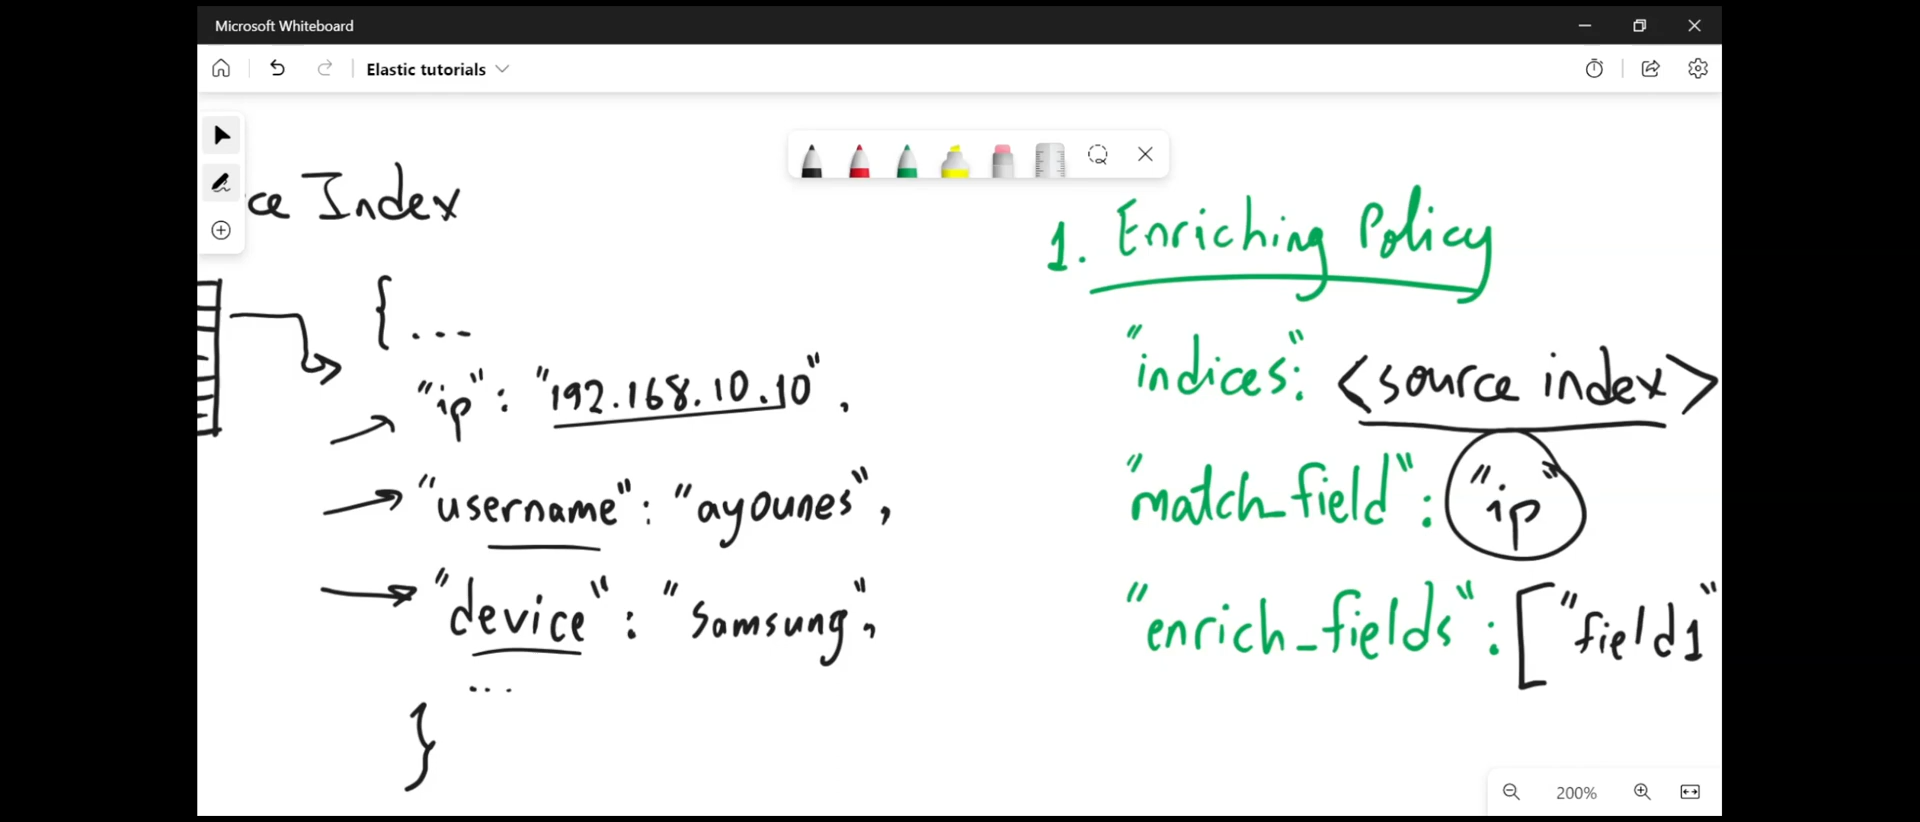 Microsoft Whiteboard
Elastic tutorials
ce Index
{...
"ip": "192.168.10.10",
"username": "ayounes",
"device": "Samsung",
...
}
1. Enriching Policy
"indices: <source index>
"match_field": "ip"
"enrich_fields": ["field1"
200%